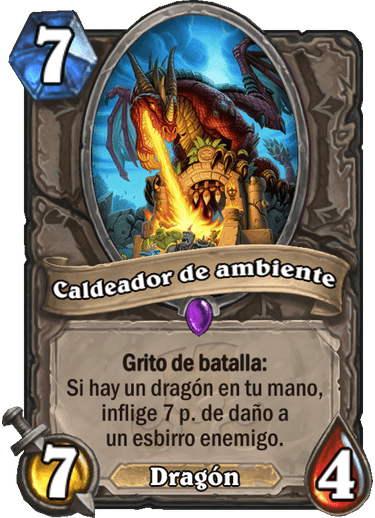 7
Caldeador de ambiente
Grito de batalla:
Si hay un dragón en tu mano,
inflige 7 p. de daño a
un esbirro enemigo.
7
Dragón
4